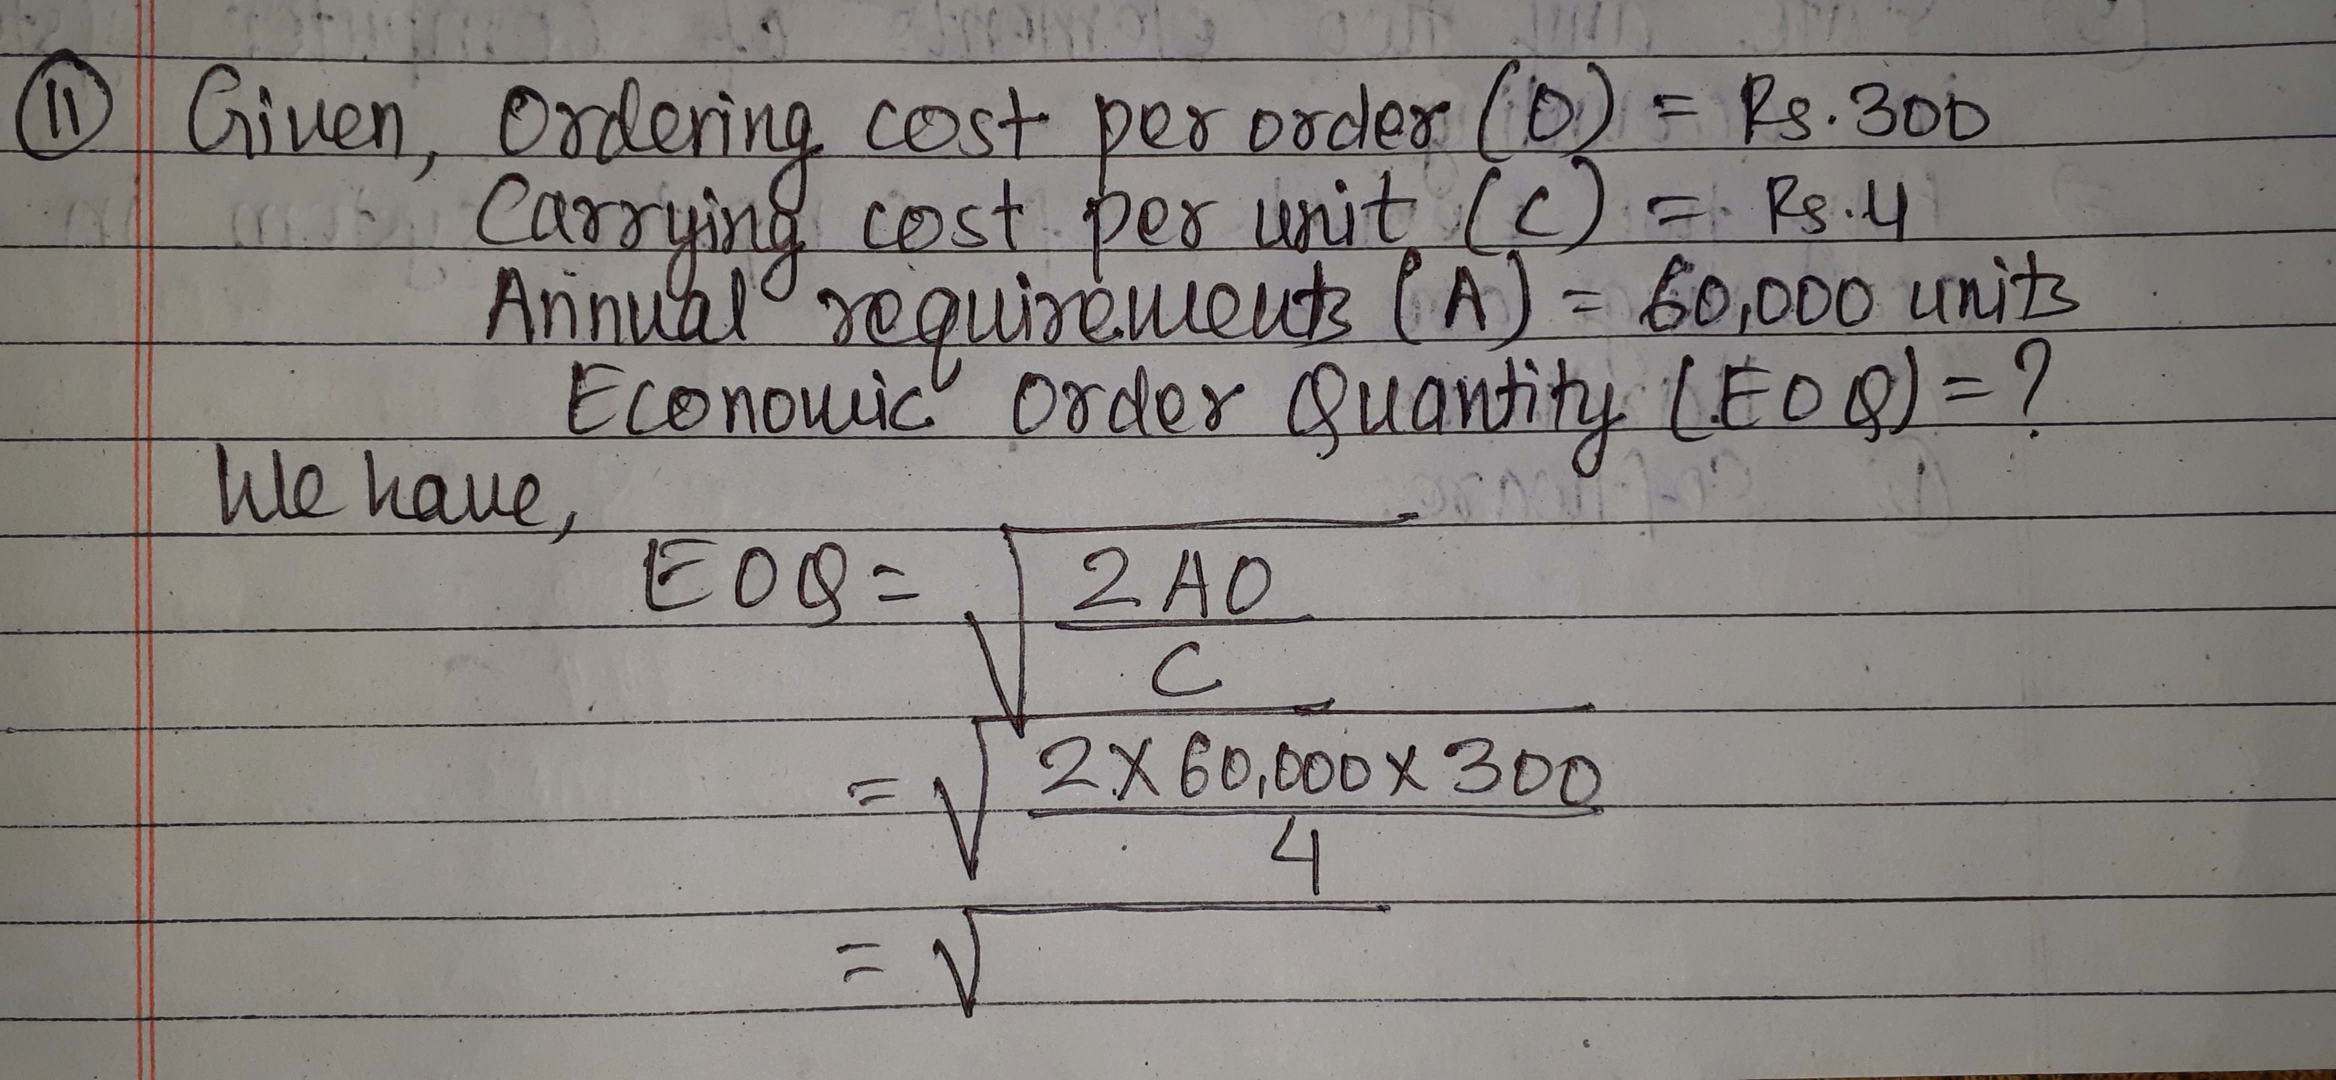 11 Given, Ordering cost per order (O) = Rs. 300
Carrying cost per unit (C) = Rs. 4
Annual requirements (A) = 60,000 units
Economic Order Quantity (EOQ) = ?
We have,
EOQ = √ 2AO
C
= √ 2 X 60,000 X 300
4
= √